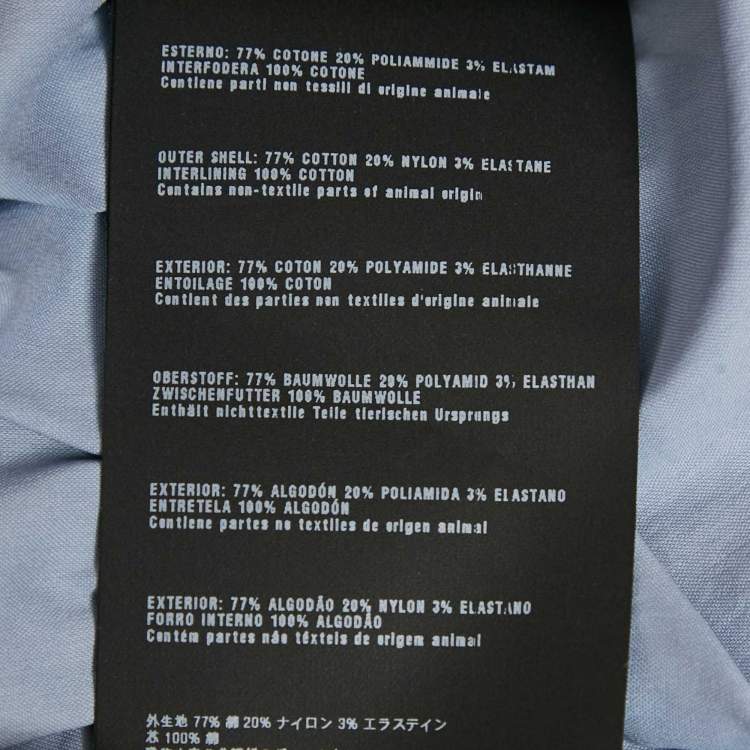 ESTERNO: 77% COTONE 20% POLIAMMIDE 3% ELASTAM
INTERFODERA 100% COTONE
Contiene parti non tessili di origine animale
OUTER SHELL: 77% COTTON 20% NYLON 3% ELASTANE
INTERLINING 100% COTTON
Contains non-textile parts of animal origin
EXTERIOR: 77% COTON 20% POLYAMIDE 3% ELASTHANNE
ENTOILAGE 100% COTON
Contient des parties non textiles d'origine animale
OBERSTOFF: 77% BAUMWOLLE 20% POLYAMID 3% ELASTHAN
ZWISCHENFUTTER 100% BAUMWOLLE
Enthält nichttextile Teile tierischen Ursprungs
EXTERIOR: 77% ALGODÓN 20% POLIAMIDA 3% ELASTANO
ENTRETELA 100% ALGODÓN
Contiene partes no textiles de origen animal
EXTERIOR: 77% ALGODÃO 20% NYLON 3% ELASTANO
FORRO INTERNO 100% ALGODÃO
Contém partes não têxteis de origem animal
外生地 77% 綿 20% ナイロン 3% エラステイン
芯 100% 綿